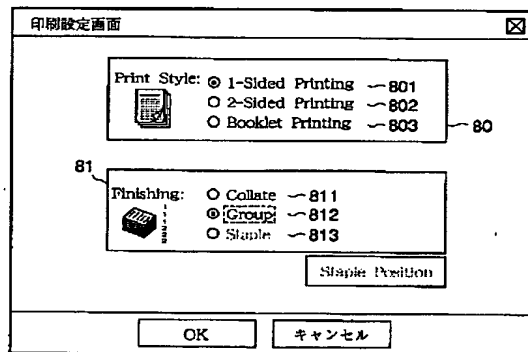 印刷設定画面
Print Style: 1-Sided Printing 801
2-Sided Printing 802
Booklet Printing 803 80
81
Finishing: Collate 811
Group 812
Staple 813
Staple Position
OK キャンセル